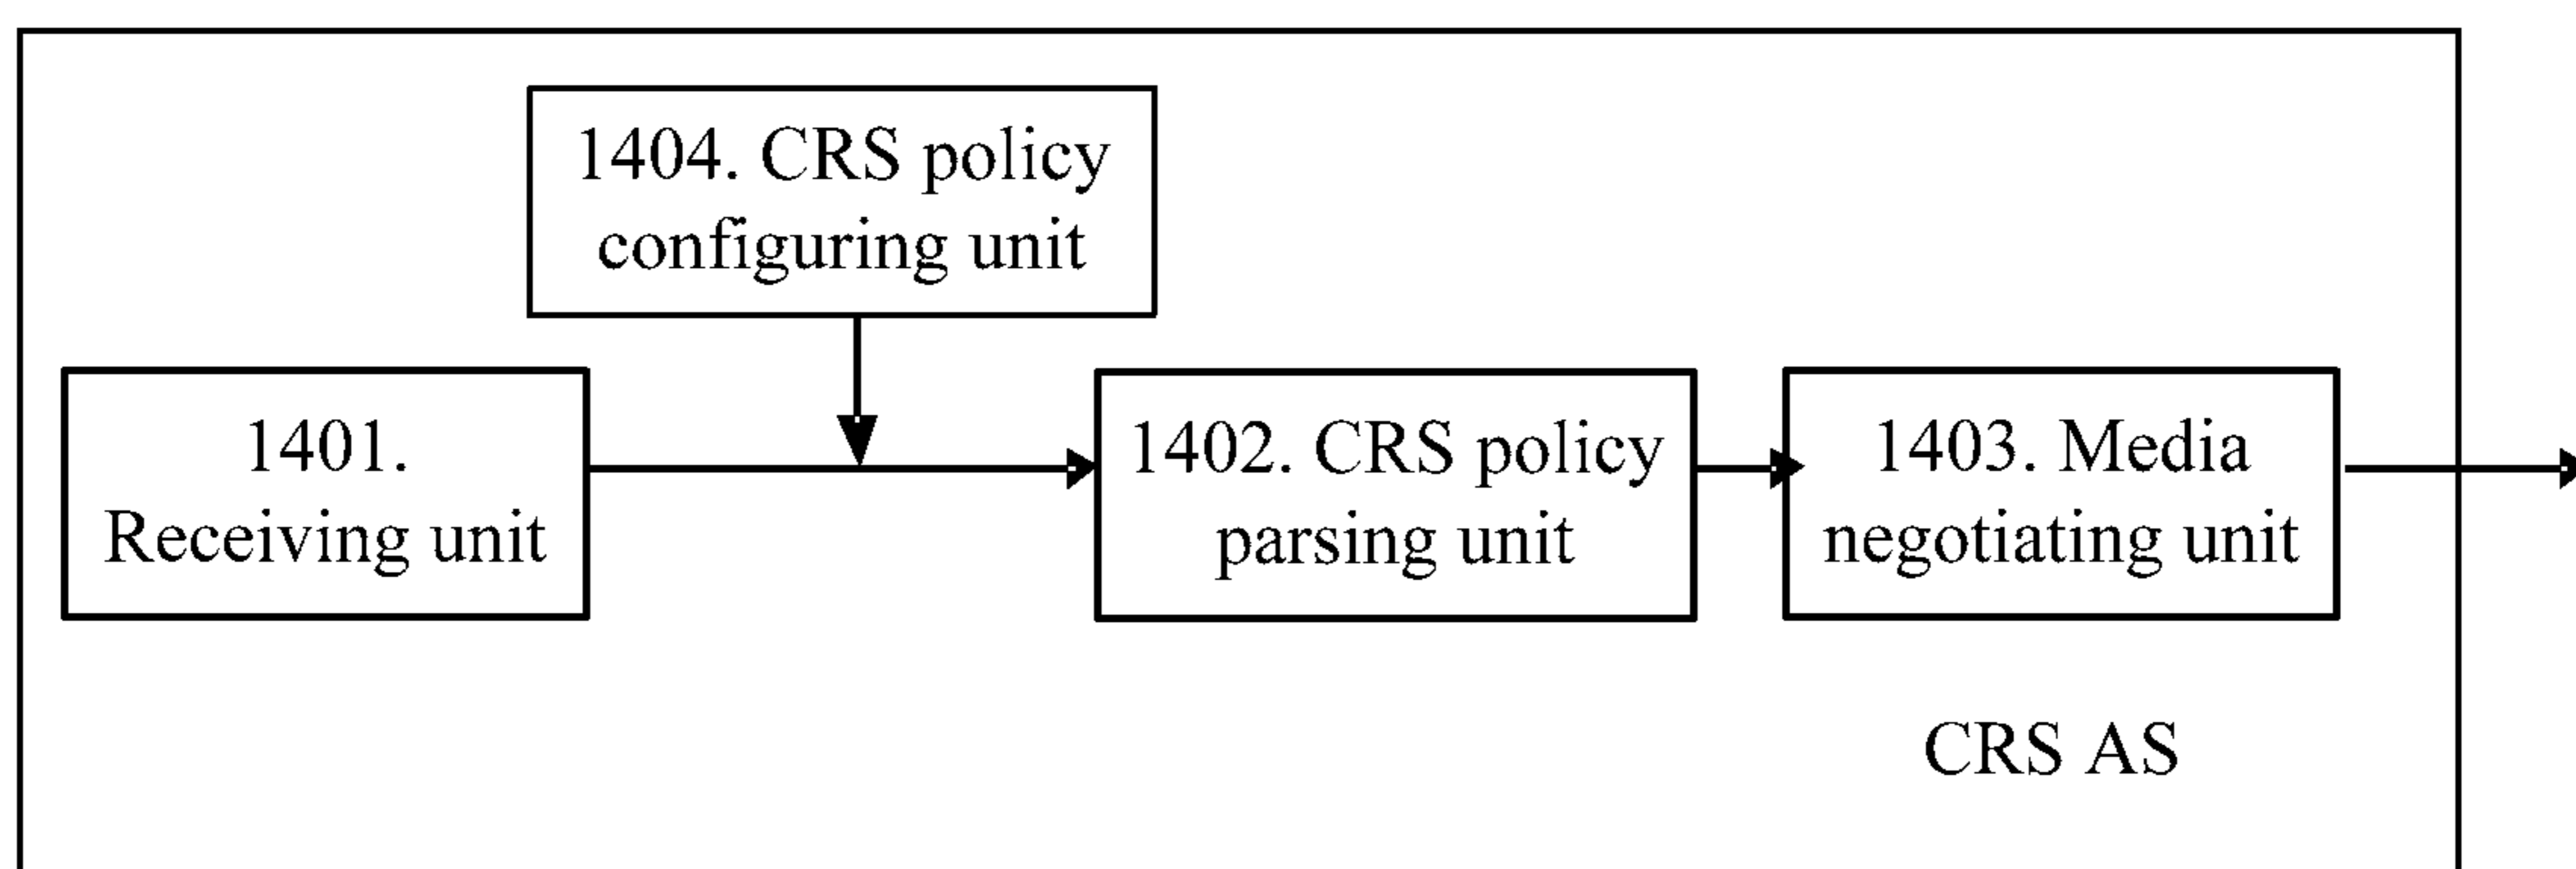 1404. CRS policy
configuring unit
1401.
Receiving unit
1402. CRS policy
parsing unit
1403. Media
negotiating unit
CRS AS